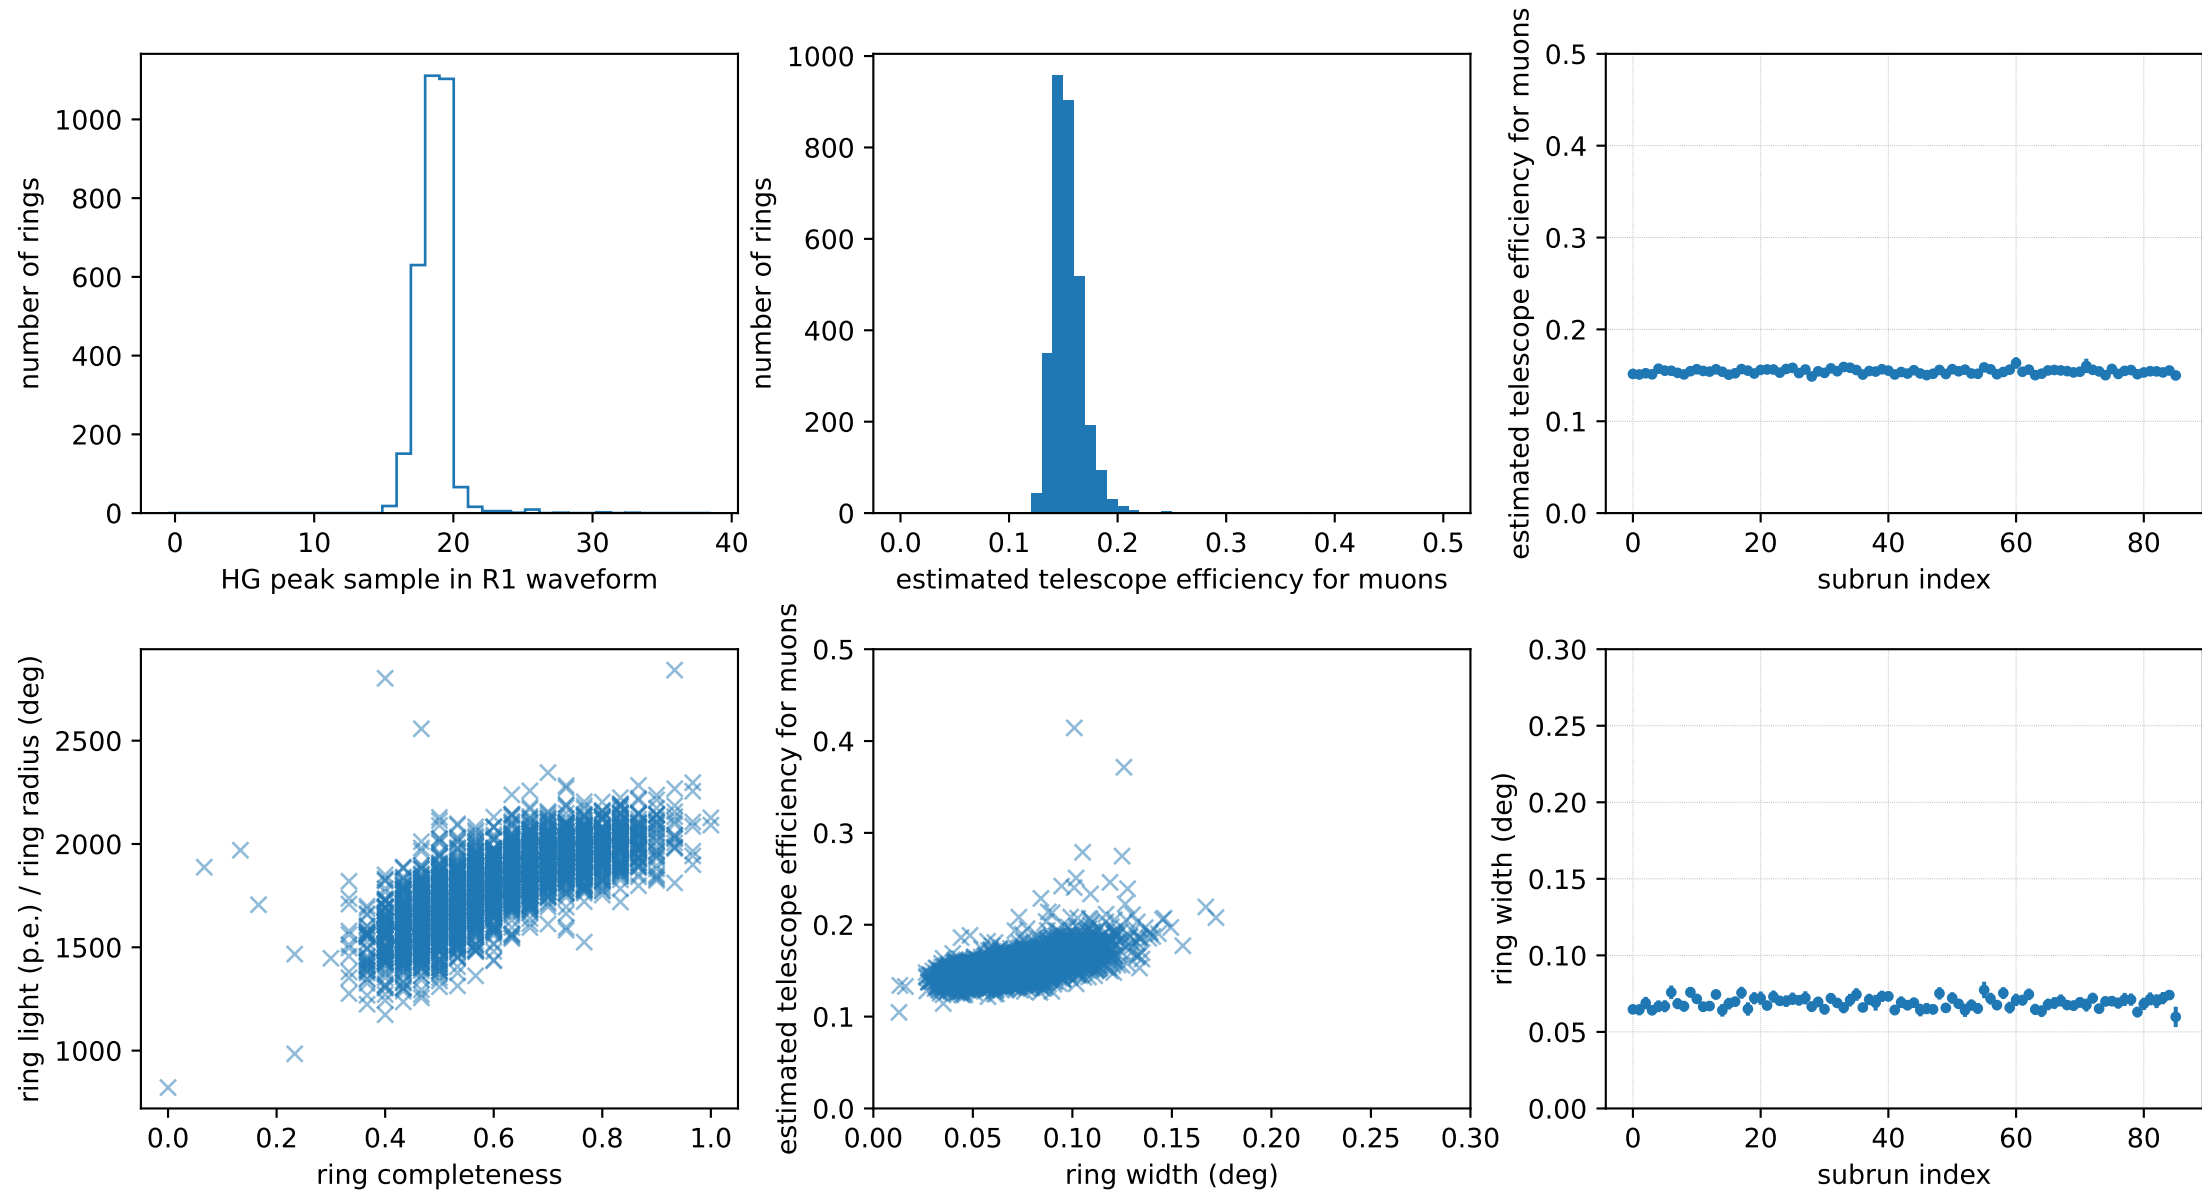 1000
800
600
400
200
0
number of rings
0 10 20 30 40
HG peak sample in R1 waveform
1000
800
600
400
200
0
number of rings
0.0 0.1 0.2 0.3 0.4 0.5
estimated telescope efficiency for muons
0.5
0.4
0.3
0.2
0.1
0.0
estimated telescope efficiency for muons
0 20 40 60 80
subrun index
2500
2000
1500
1000
ring light (p.e.) / ring radius (deg)
0.0 0.2 0.4 0.6 0.8 1.0
ring completeness
0.5
0.4
0.3
0.2
0.1
0.0
estimated telescope efficiency for muons
0.00 0.05 0.10 0.15 0.20 0.25 0.30
ring width (deg)
0.30
0.25
0.20
0.15
0.10
0.05
0.00
ring width (deg)
0 20 40 60 80
subrun index